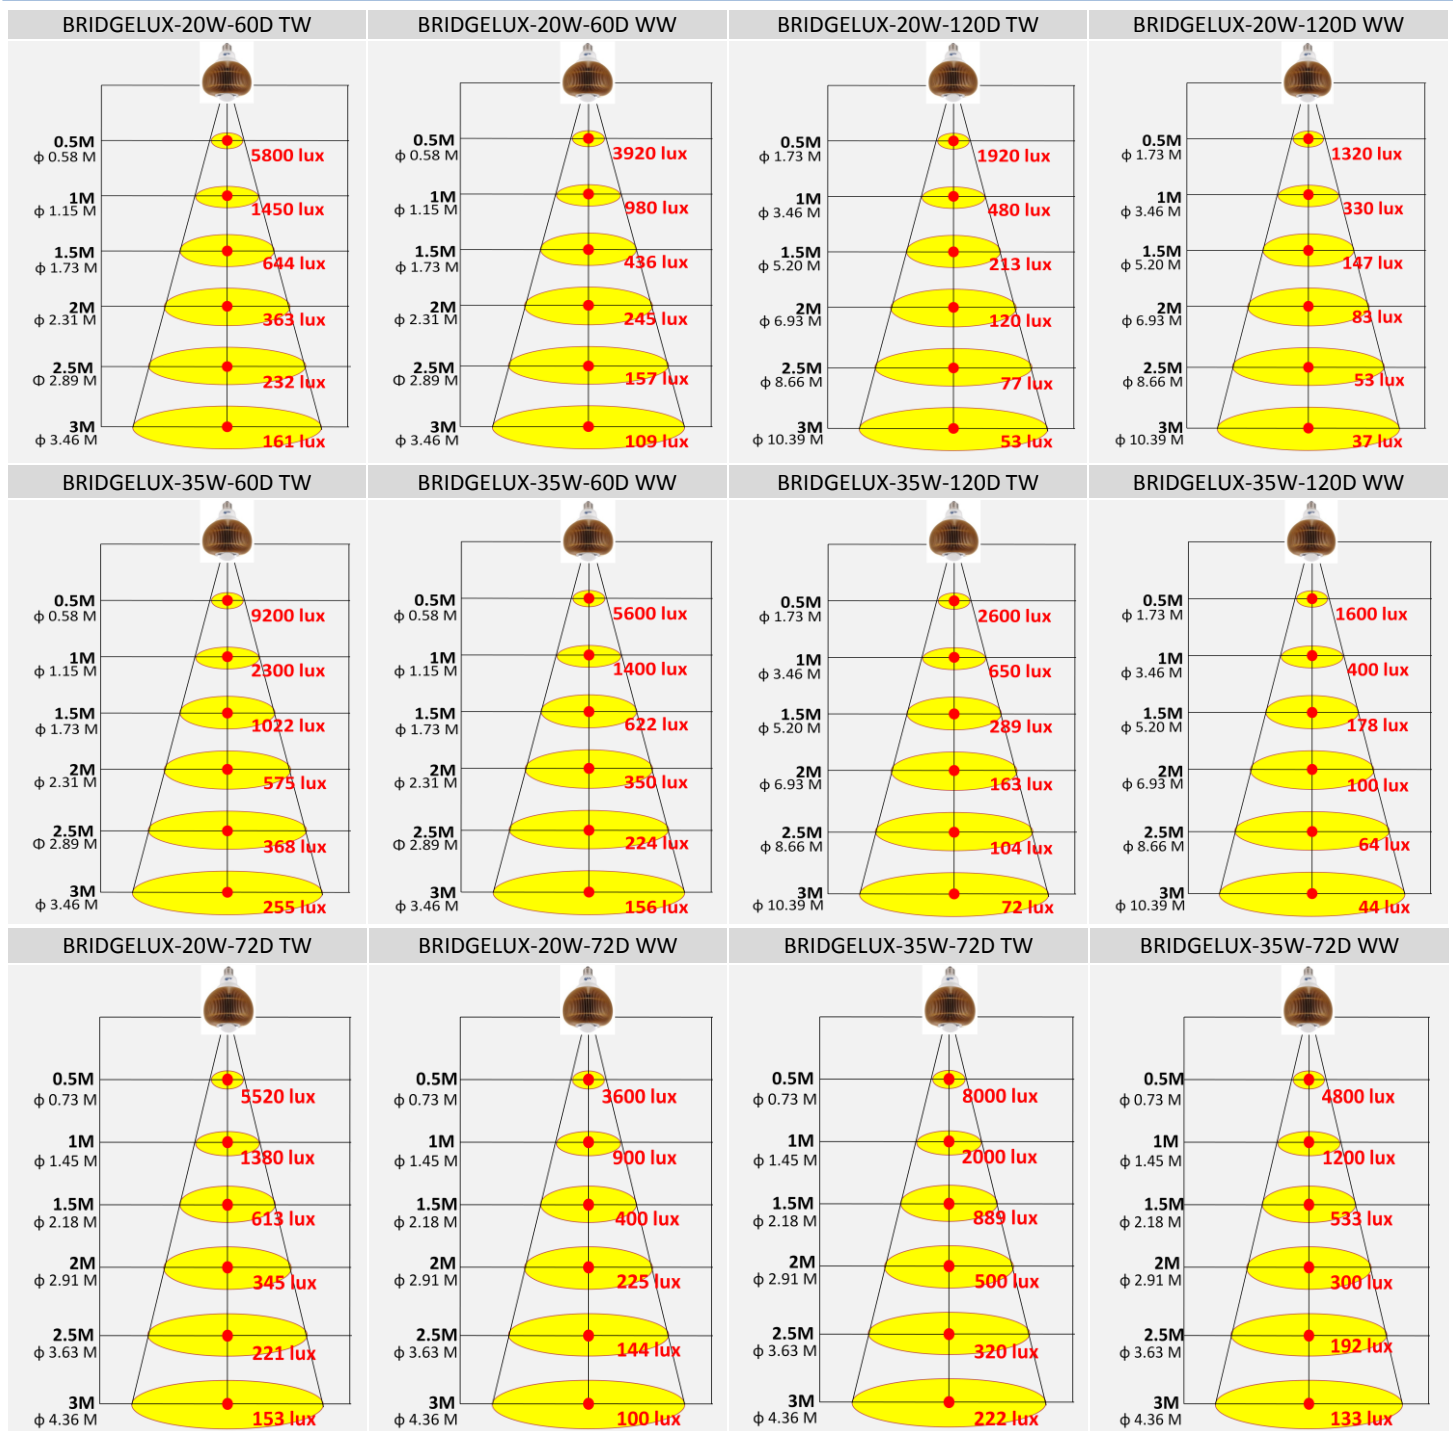 BRIDGELUX-20W-60D TW
0.5M
ϕ 0.58 M
5800 lux
1M
ϕ 1.15 M
1450 lux
1.5M
ϕ 1.73 M
644 lux
2M
ϕ 2.31 M
363 lux
2.5M
Φ 2.89 M
232 lux
3M
ϕ 3.46 M
161 lux
BRIDGELUX-20W-60D WW
0.5M
ϕ 0.58 M
3920 lux
1M
ϕ 1.15 M
980 lux
1.5M
ϕ 1.73 M
436 lux
2M
ϕ 2.31 M
245 lux
2.5M
Φ 2.89 M
157 lux
3M
ϕ 3.46 M
109 lux
BRIDGELUX-20W-120D TW
0.5M
ϕ 1.73 M
1920 lux
1M
ϕ 3.46 M
480 lux
1.5M
ϕ 5.20 M
213 lux
2M
ϕ 6.93 M
120 lux
2.5M
ϕ 8.66 M
77 lux
3M
ϕ 10.39 M
53 lux
BRIDGELUX-20W-120D WW
0.5M
ϕ 1.73 M
1320 lux
1M
ϕ 3.46 M
330 lux
1.5M
ϕ 5.20 M
147 lux
2M
ϕ 6.93 M
83 lux
2.5M
ϕ 8.66 M
53 lux
3M
ϕ 10.39 M
37 lux
BRIDGELUX-35W-60D TW
0.5M
ϕ 0.58 M
9200 lux
1M
ϕ 1.15 M
2300 lux
1.5M
ϕ 1.73 M
1022 lux
2M
ϕ 2.31 M
575 lux
2.5M
Φ 2.89 M
368 lux
3M
ϕ 3.46 M
255 lux
BRIDGELUX-35W-60D WW
0.5M
ϕ 0.58 M
5600 lux
1M
ϕ 1.15 M
1400 lux
1.5M
ϕ 1.73 M
622 lux
2M
ϕ 2.31 M
350 lux
2.5M
Φ 2.89 M
224 lux
3M
ϕ 3.46 M
156 lux
BRIDGELUX-35W-120D TW
0.5M
ϕ 1.73 M
2600 lux
1M
ϕ 3.46 M
650 lux
1.5M
ϕ 5.20 M
289 lux
2M
ϕ 6.93 M
163 lux
2.5M
ϕ 8.66 M
104 lux
3M
ϕ 10.39 M
72 lux
BRIDGELUX-35W-120D WW
0.5M
ϕ 1.73 M
1600 lux
1M
ϕ 3.46 M
400 lux
1.5M
ϕ 5.20 M
178 lux
2M
ϕ 6.93 M
100 lux
2.5M
ϕ 8.66 M
64 lux
3M
ϕ 10.39 M
44 lux
BRIDGELUX-20W-72D TW
0.5M
ϕ 0.73 M
5520 lux
1M
ϕ 1.45 M
1380 lux
1.5M
ϕ 2.18 M
613 lux
2M
ϕ 2.91 M
345 lux
2.5M
ϕ 3.63 M
221 lux
3M
ϕ 4.36 M
153 lux
BRIDGELUX-20W-72D WW
0.5M
ϕ 0.73 M
3600 lux
1M
ϕ 1.45 M
900 lux
1.5M
ϕ 2.18 M
400 lux
2M
ϕ 2.91 M
225 lux
2.5M
ϕ 3.63 M
144 lux
3M
ϕ 4.36 M
100 lux
BRIDGELUX-35W-72D TW
0.5M
ϕ 0.73 M
8000 lux
1M
ϕ 1.45 M
2000 lux
1.5M
ϕ 2.18 M
889 lux
2M
ϕ 2.91 M
500 lux
2.5M
ϕ 3.63 M
320 lux
3M
ϕ 4.36 M
222 lux
BRIDGELUX-35W-72D WW
0.5M
ϕ 0.73 M
4800 lux
1M
ϕ 1.45 M
1200 lux
1.5M
ϕ 2.18 M
533 lux
2M
ϕ 2.91 M
300 lux
2.5M
ϕ 3.63 M
192 lux
3M
ϕ 4.36 M
133 lux